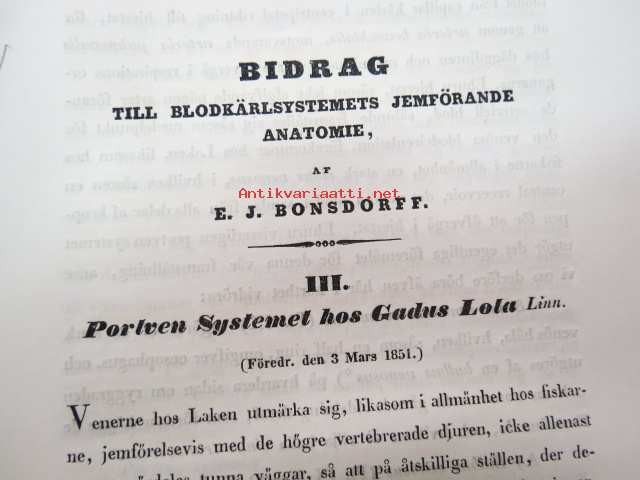 BIDRAG
TILL BLODKÄRLSYSTEMETS JEMFÖRANDE
ANATOMIE,
AF
Antikvariaatti.net
E. J. BONSDORFF.
III.
Portven Systemet hos Gadus Lota Linn.
(Föredr. den 3 Mars 1851.)
Venerne hos Laken utmärka sig, likasom i allmänhet hos fiskar-
ne, jemförelsevis med de högre vertebrerade djuren, icke allenast
tunna väggar, så att på åtskilliga ställen, der de-